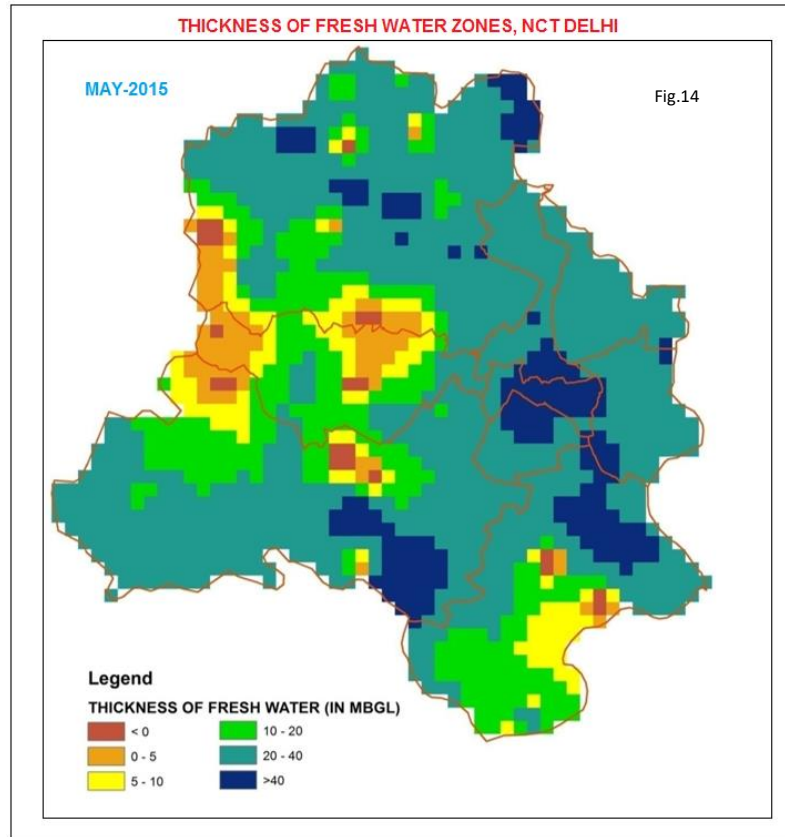 THICKNESS OF FRESH WATER ZONES, NCT DELHI
MAY-2015
Fig.14
Legend
THICKNESS OF FRESH WATER (IN MBGL)
< 0
10 - 20
0 - 5
20 - 40
5 - 10
>40